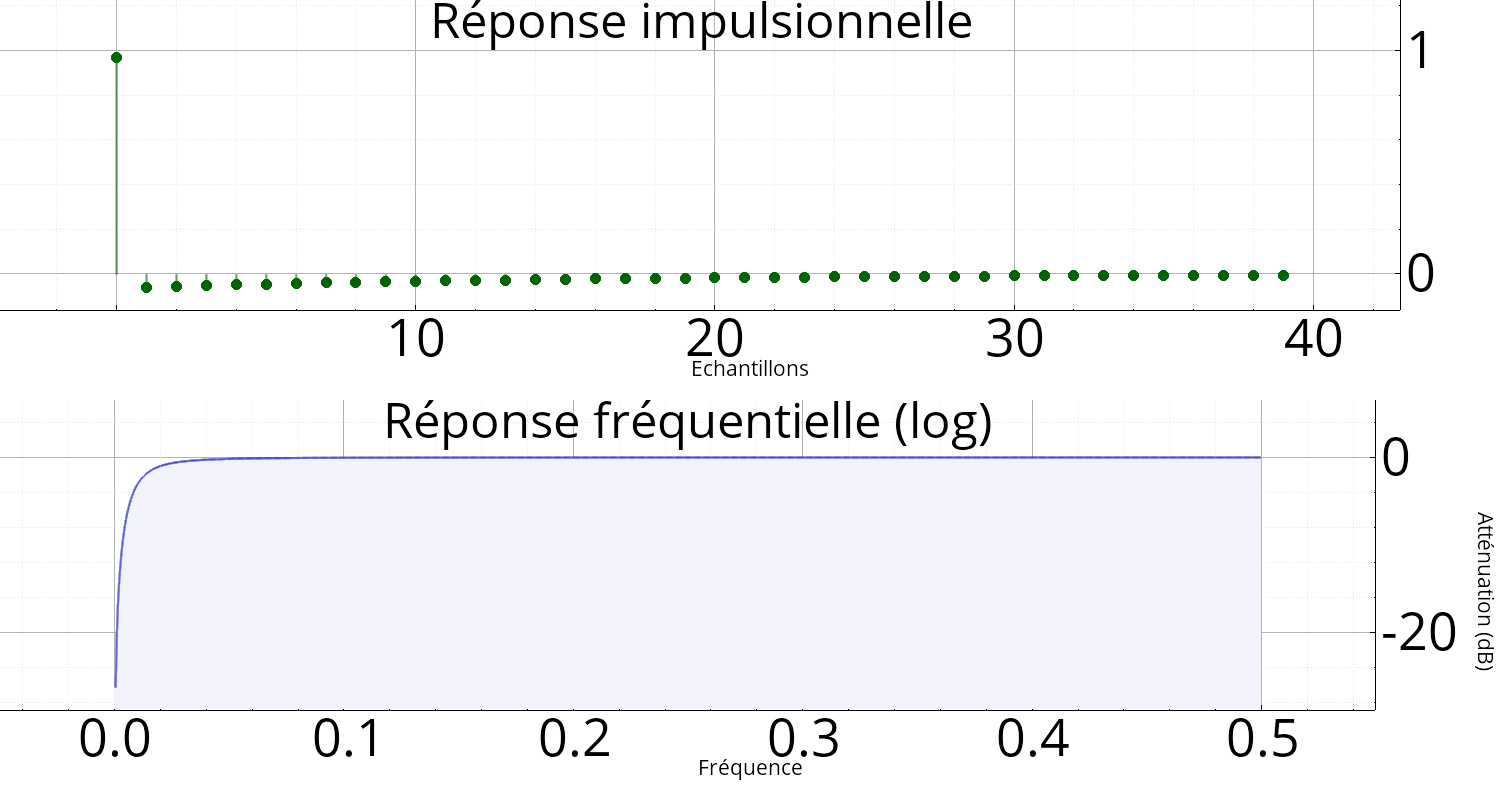 Réponse impulsionnelle
1
0
10 20 30 40
Echantillons
Réponse fréquentielle (log)
0
-20
Atténuation (dB)
0.0 0.1 0.2 0.3 0.4 0.5
Fréquence